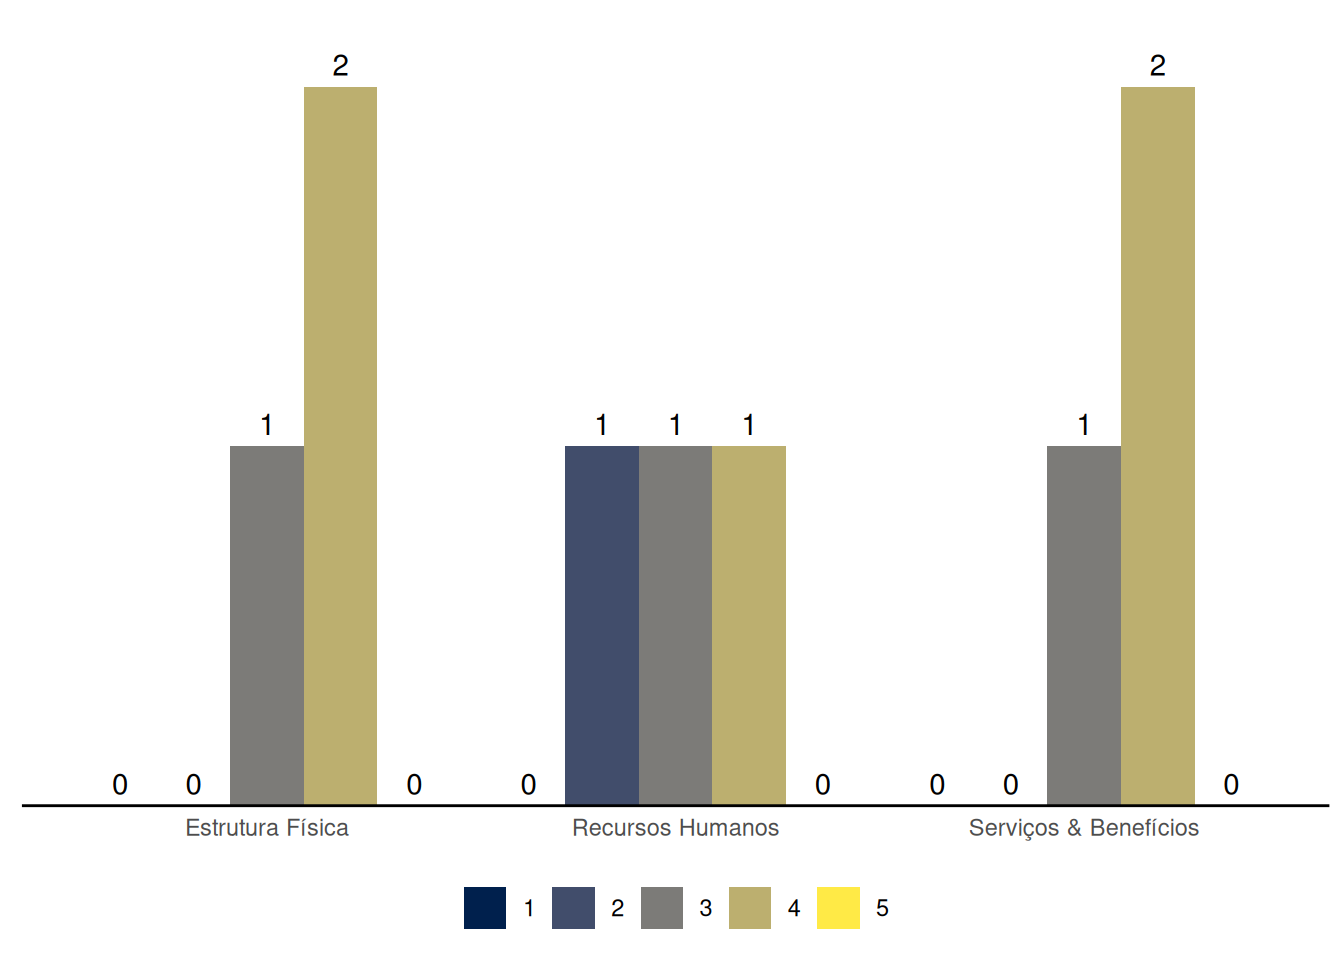 2 2
1 1 1 1 1
0 0 0 0 0 0 0 0
Estrutura Física Recursos Humanos Serviços & Benefícios
1 2 3 4 5